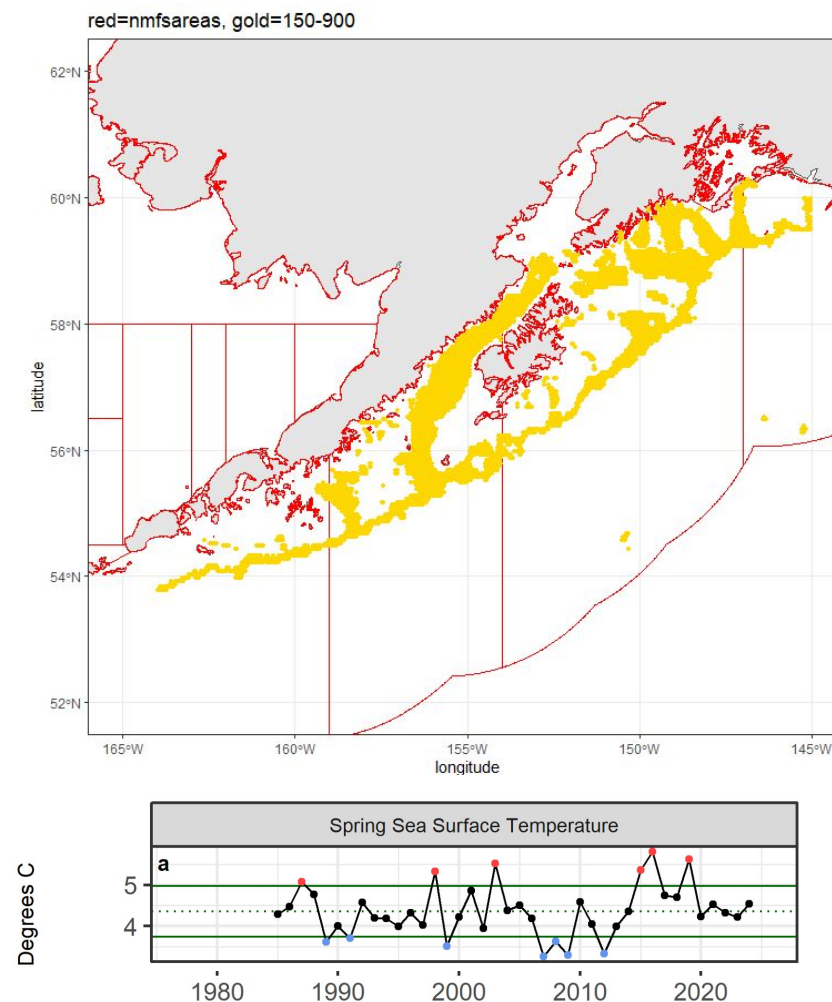 red=nmfsareas, gold=150-900
62°N
60°N
58°N
56°N
54°N
52°N
latitude
165°W 160°W 155°W 150°W 145°W
longitude
Spring Sea Surface Temperature
a
5
4
Degrees C
1980 1990 2000 2010 2020